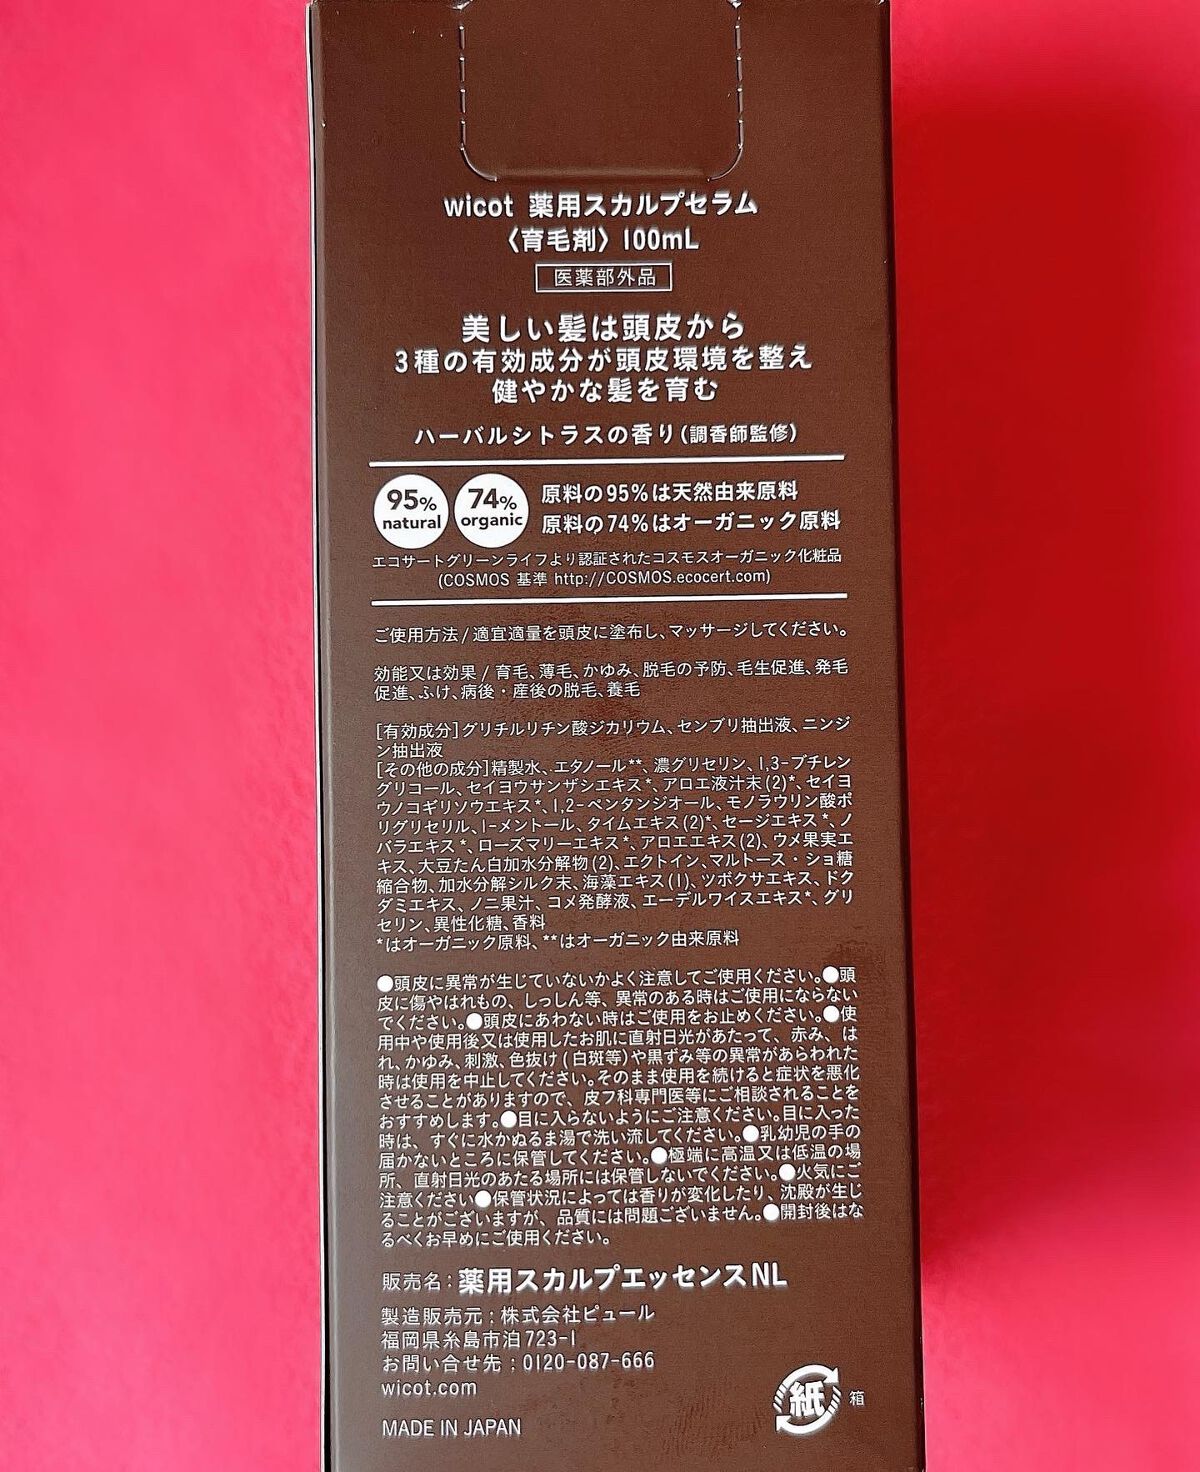 wicot 薬用スカルプセラム
〈育毛剤〉100mL
医薬部外品
美しい髪は頭皮から
3種の有効成分が頭皮環境を整え
健やかな髪を育む
ハーバルシトラスの香り(調香師監修)
95% natural 74% organic 原料の95%は天然由来原料
原料の74%はオーガニック原料
エコサートグリーンライフより認証されたコスモスオーガニック化粧品
(COSMOS 基準 http://COSMOS.ecocert.com)
ご使用方法/適宜適量を頭皮に塗布し、マッサージしてください。
効能又は効果/育毛、薄毛、かゆみ、脱毛の予防、毛生促進、発毛
促進、ふけ、病後・産後の脱毛、養毛
[有効成分]グリチルリチン酸ジカリウム、センブリ抽出液、ニンジ
ン抽出液
[その他の成分]精製水、エタノール**、濃グリセリン、1,3-ブチレン
グリコール、セイヨウサンザシエキス*、アロエ液汁末(2)*、セイヨ
ウノコギリソウエキス*、1,2-ペンタンジオール、モノラウリン酸ポ
リグリセリル、l-メントール、タイムエキス(2)*、セージエキス*、ノ
バラエキス*、ローズマリーエキス*、アロエエキス(2)、ウメ果実エ
キス、大豆たん白加水分解物(2)、エクトイン、マルトース・ショ糖
縮合物、加水分解シルク末、海藻エキス(1)、ツボクサエキス、ドク
ダミエキス、ノニ果汁、コメ発酵液、エーデルワイスエキス*、グリ
セリン、異性化糖、香料
*はオーガニック原料、**はオーガニック由来原料
●頭皮に異常が生じていないかよく注意してご使用ください。●頭
皮に傷やはれもの、しっしん等、異常のある時はご使用にならない
でください。●頭皮にあわない時はご使用をお止めください。●使
用中や使用後又は使用したお肌に直射日光があたって、赤み、は
れ、かゆみ、刺激、色抜け(白斑等)や黒ずみ等の異常があらわれた
時は使用を中止してください。そのまま使用を続けると症状を悪化
させることがありますので、皮フ科専門医等にご相談されることを
おすすめします。●目に入らないようにご注意ください。目に入った
時は、すぐに水かぬるま湯で洗い流してください。●乳幼児の手の
届かないところに保管してください。●極端に高温又は低温の場
所、直射日光のあたる場所には保管しないでください。●火気にご
注意ください●保管状況によっては香りが変化したり、沈殿が生じ
ることがございますが、品質には問題ございません。●開封後はな
るべくお早めにご使用ください。
販売名:薬用スカルプエッセンスNL
製造販売元:株式会社ピュール
福岡県糸島市泊723-1
お問い合せ先:0120-087-666
wicot.com
紙 箱
MADE IN JAPAN